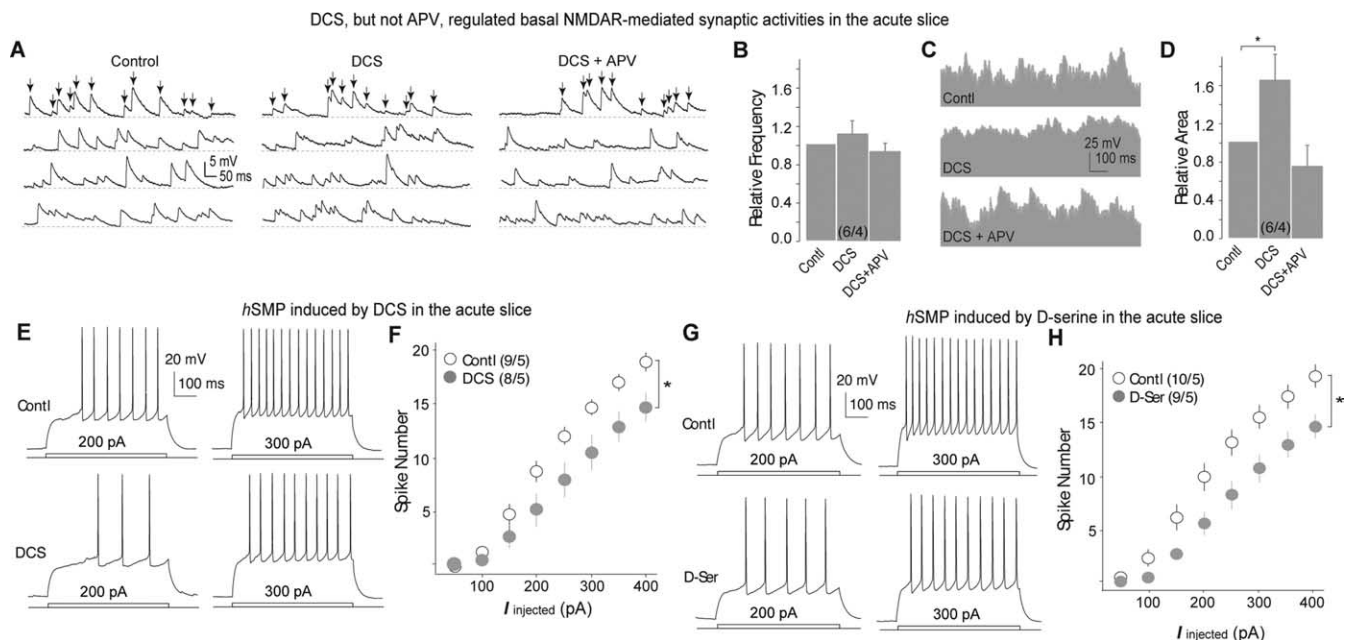 DCS, but not APV, regulated basal NMDAR-mediated synaptic activities in the acute slice
A
Control
DCS
DCS + APV
5 mV
50 ms
B
Relative Frequency
1.6
1.2
0.8
0.4
0.0
(6/4)
Contl
DCS
DCS+APV
C
Contl
DCS
25 mV
100 ms
DCS + APV
D
*
Relative Area
1.6
1.2
0.8
0.4
0.0
(6/4)
Contl
DCS
DCS+APV
hSMP induced by DCS in the acute slice
E
20 mV
100 ms
Contl
200 pA
300 pA
DCS
200 pA
300 pA
F
Spike Number
20
15
10
5
Contl (9/5)
DCS (8/5)
*
100
200
300
400
I injected (pA)
hSMP induced by D-serine in the acute slice
G
20 mV
100 ms
Contl
200 pA
300 pA
D-Ser
200 pA
300 pA
H
Spike Number
20
15
10
5
Contl (10/5)
D-Ser (9/5)
*
100
200
300
400
I injected (pA)